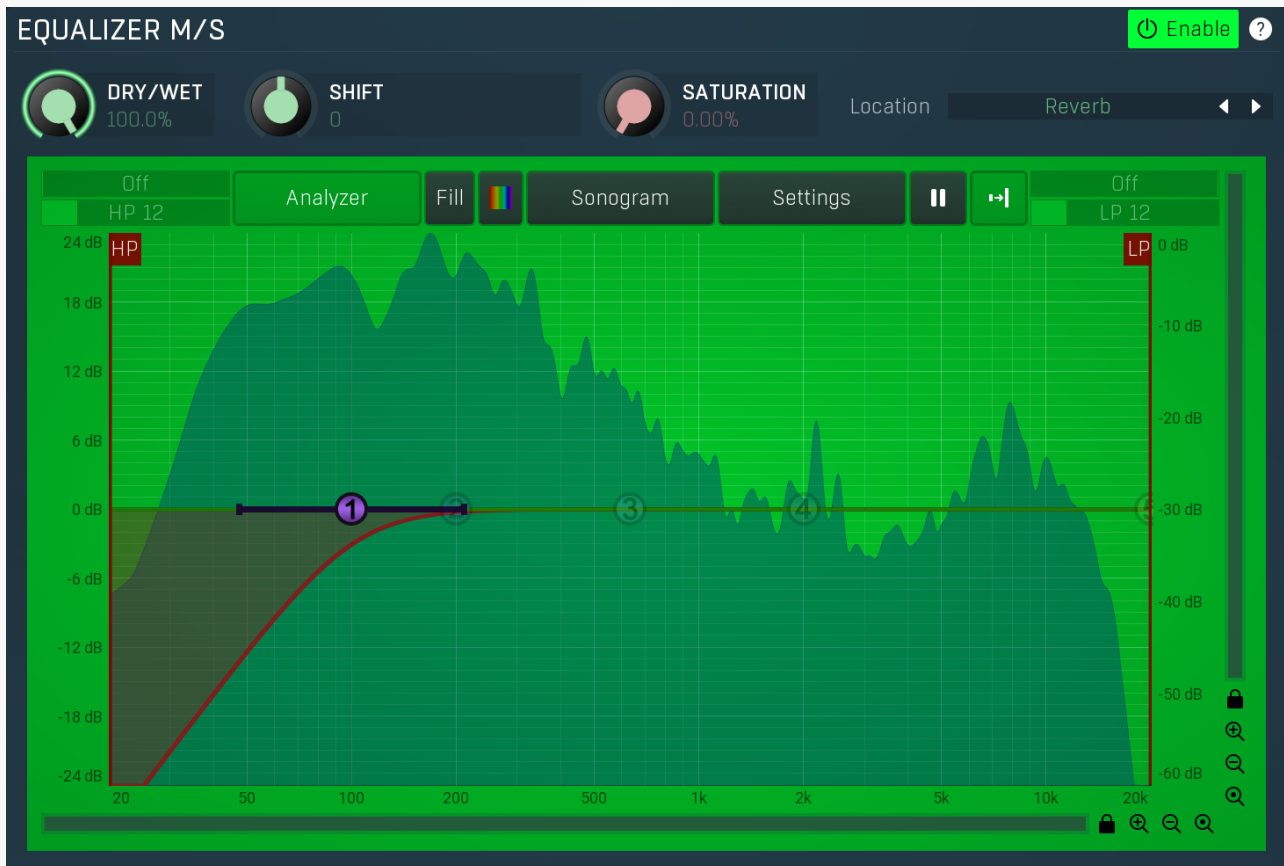 EQUALIZER M/S
Enable ?
DRY/WET
100.0%
SHIFT
0
SATURATION
0.00%
Location Reverb
Off
HP 12
Analyzer Fill Sonogram Settings
Off
LP 12
HP
LP
24 dB
18 dB
12 dB
6 dB
0 dB
-6 dB
-12 dB
-18 dB
-24 dB
0 dB
-10 dB
-20 dB
-30 dB
-40 dB
-50 dB
-60 dB
1 2 3 4 5
20 50 100 200 500 1k 2k 5k 10k 20k